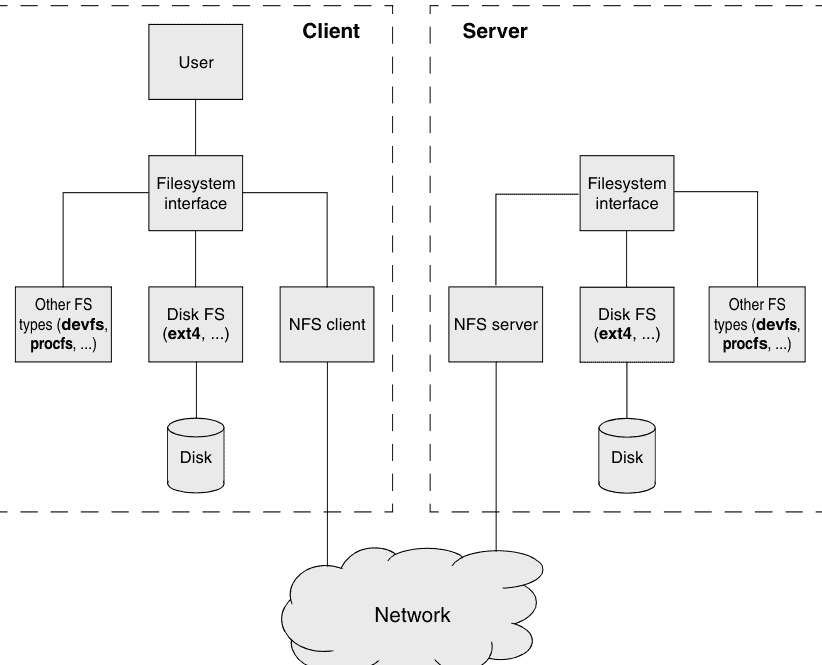 Client
Server
User
Filesystem
interface
Filesystem
interface
Other FS
types (devfs,
procfs, ...)
Disk FS
(ext4, ...)
NFS client
NFS server
Disk FS
(ext4, ...)
Other FS
types (devfs,
procfs, ...)
Disk
Disk
Network